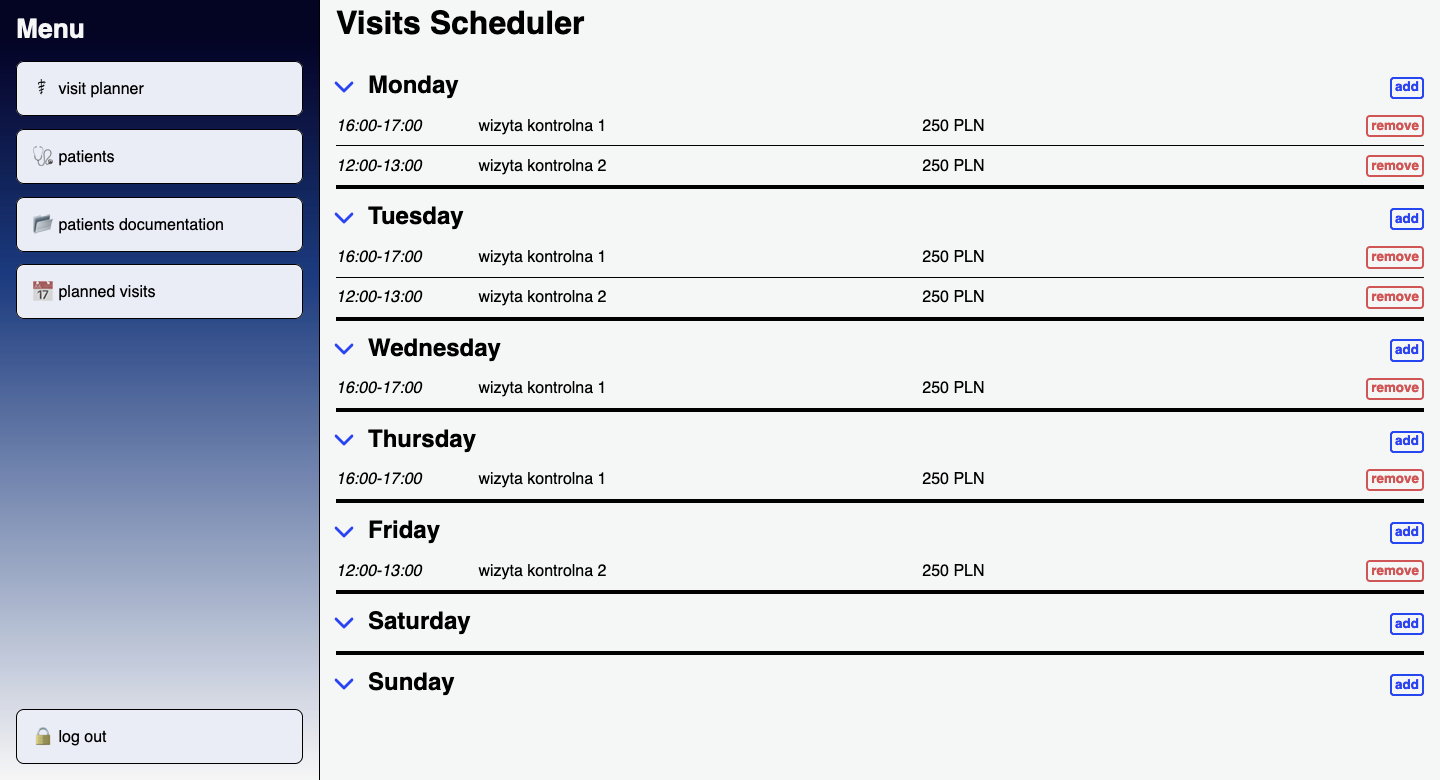 Menu
visit planner
patients
patients documentation
17 planned visits
log out
Visits Scheduler
Monday add
16:00-17:00 wizyta kontrolna 1 250 PLN remove
12:00-13:00 wizyta kontrolna 2 250 PLN remove
Tuesday add
16:00-17:00 wizyta kontrolna 1 250 PLN remove
12:00-13:00 wizyta kontrolna 2 250 PLN remove
Wednesday add
16:00-17:00 wizyta kontrolna 1 250 PLN remove
Thursday add
16:00-17:00 wizyta kontrolna 1 250 PLN remove
Friday add
12:00-13:00 wizyta kontrolna 2 250 PLN remove
Saturday add
Sunday add